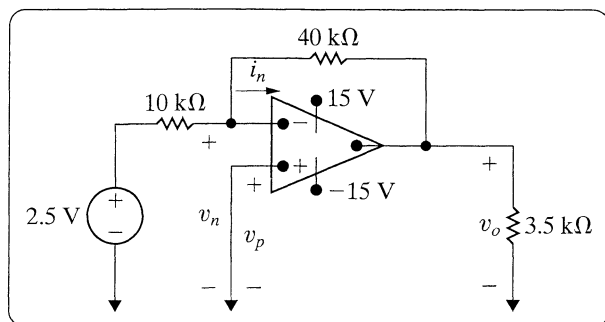 40 kΩ
i_n
10 kΩ
15 V
+
−
+
+
−15 V
+
2.5 V
+
−
v_n
v_p
v_o
3.5 kΩ
−
−
−